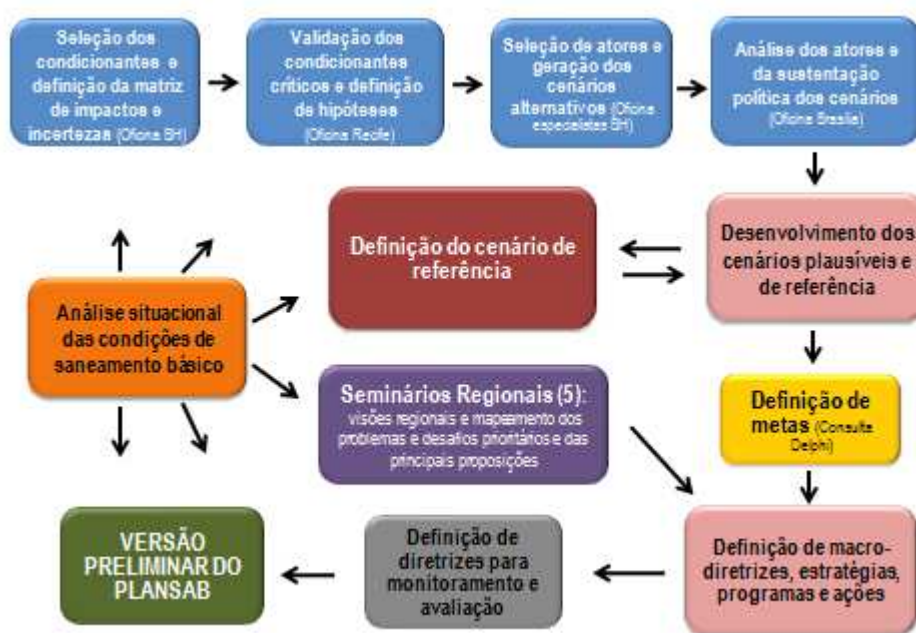 Seleção dos
condicionantes e
definição da matriz
de impactos e
incertezas (Oficina BH)
Validação dos
condicionantes
críticos e definição
de hipóteses
(Oficina Recife)
Seleção de atores e
geração dos
cenários
alternativos (Oficina
especialistas BH)
Análise dos atores e
da sustentação
política dos cenários
(Oficina Brasília)
Definição do cenário de
referência
Desenvolvimento dos
cenários plausíveis e
de referência
Análise situacional
das condições de
saneamento básico
Seminários Regionais (5):
visões regionais e mapeamento dos
problemas e desafios prioritários e das
principais proposições
Definição de
metas (Consulta
Delphi)
VERSÃO
PRELIMINAR DO
PLANSAB
Definição de
diretrizes para
monitoramento e
avaliação
Definição de macro-
diretrizes, estratégias,
programas e ações